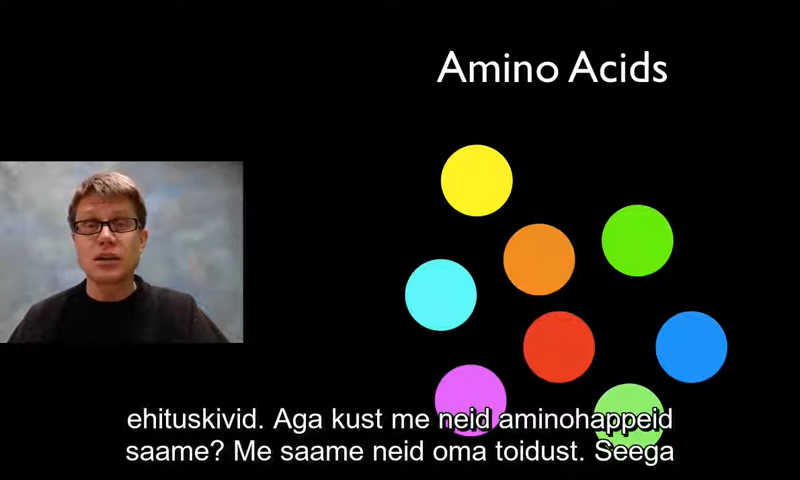 Amino Acids
ehituskivid. Aga kust me neid aminohappeid
saame? Me saame neid oma toidust. Seega